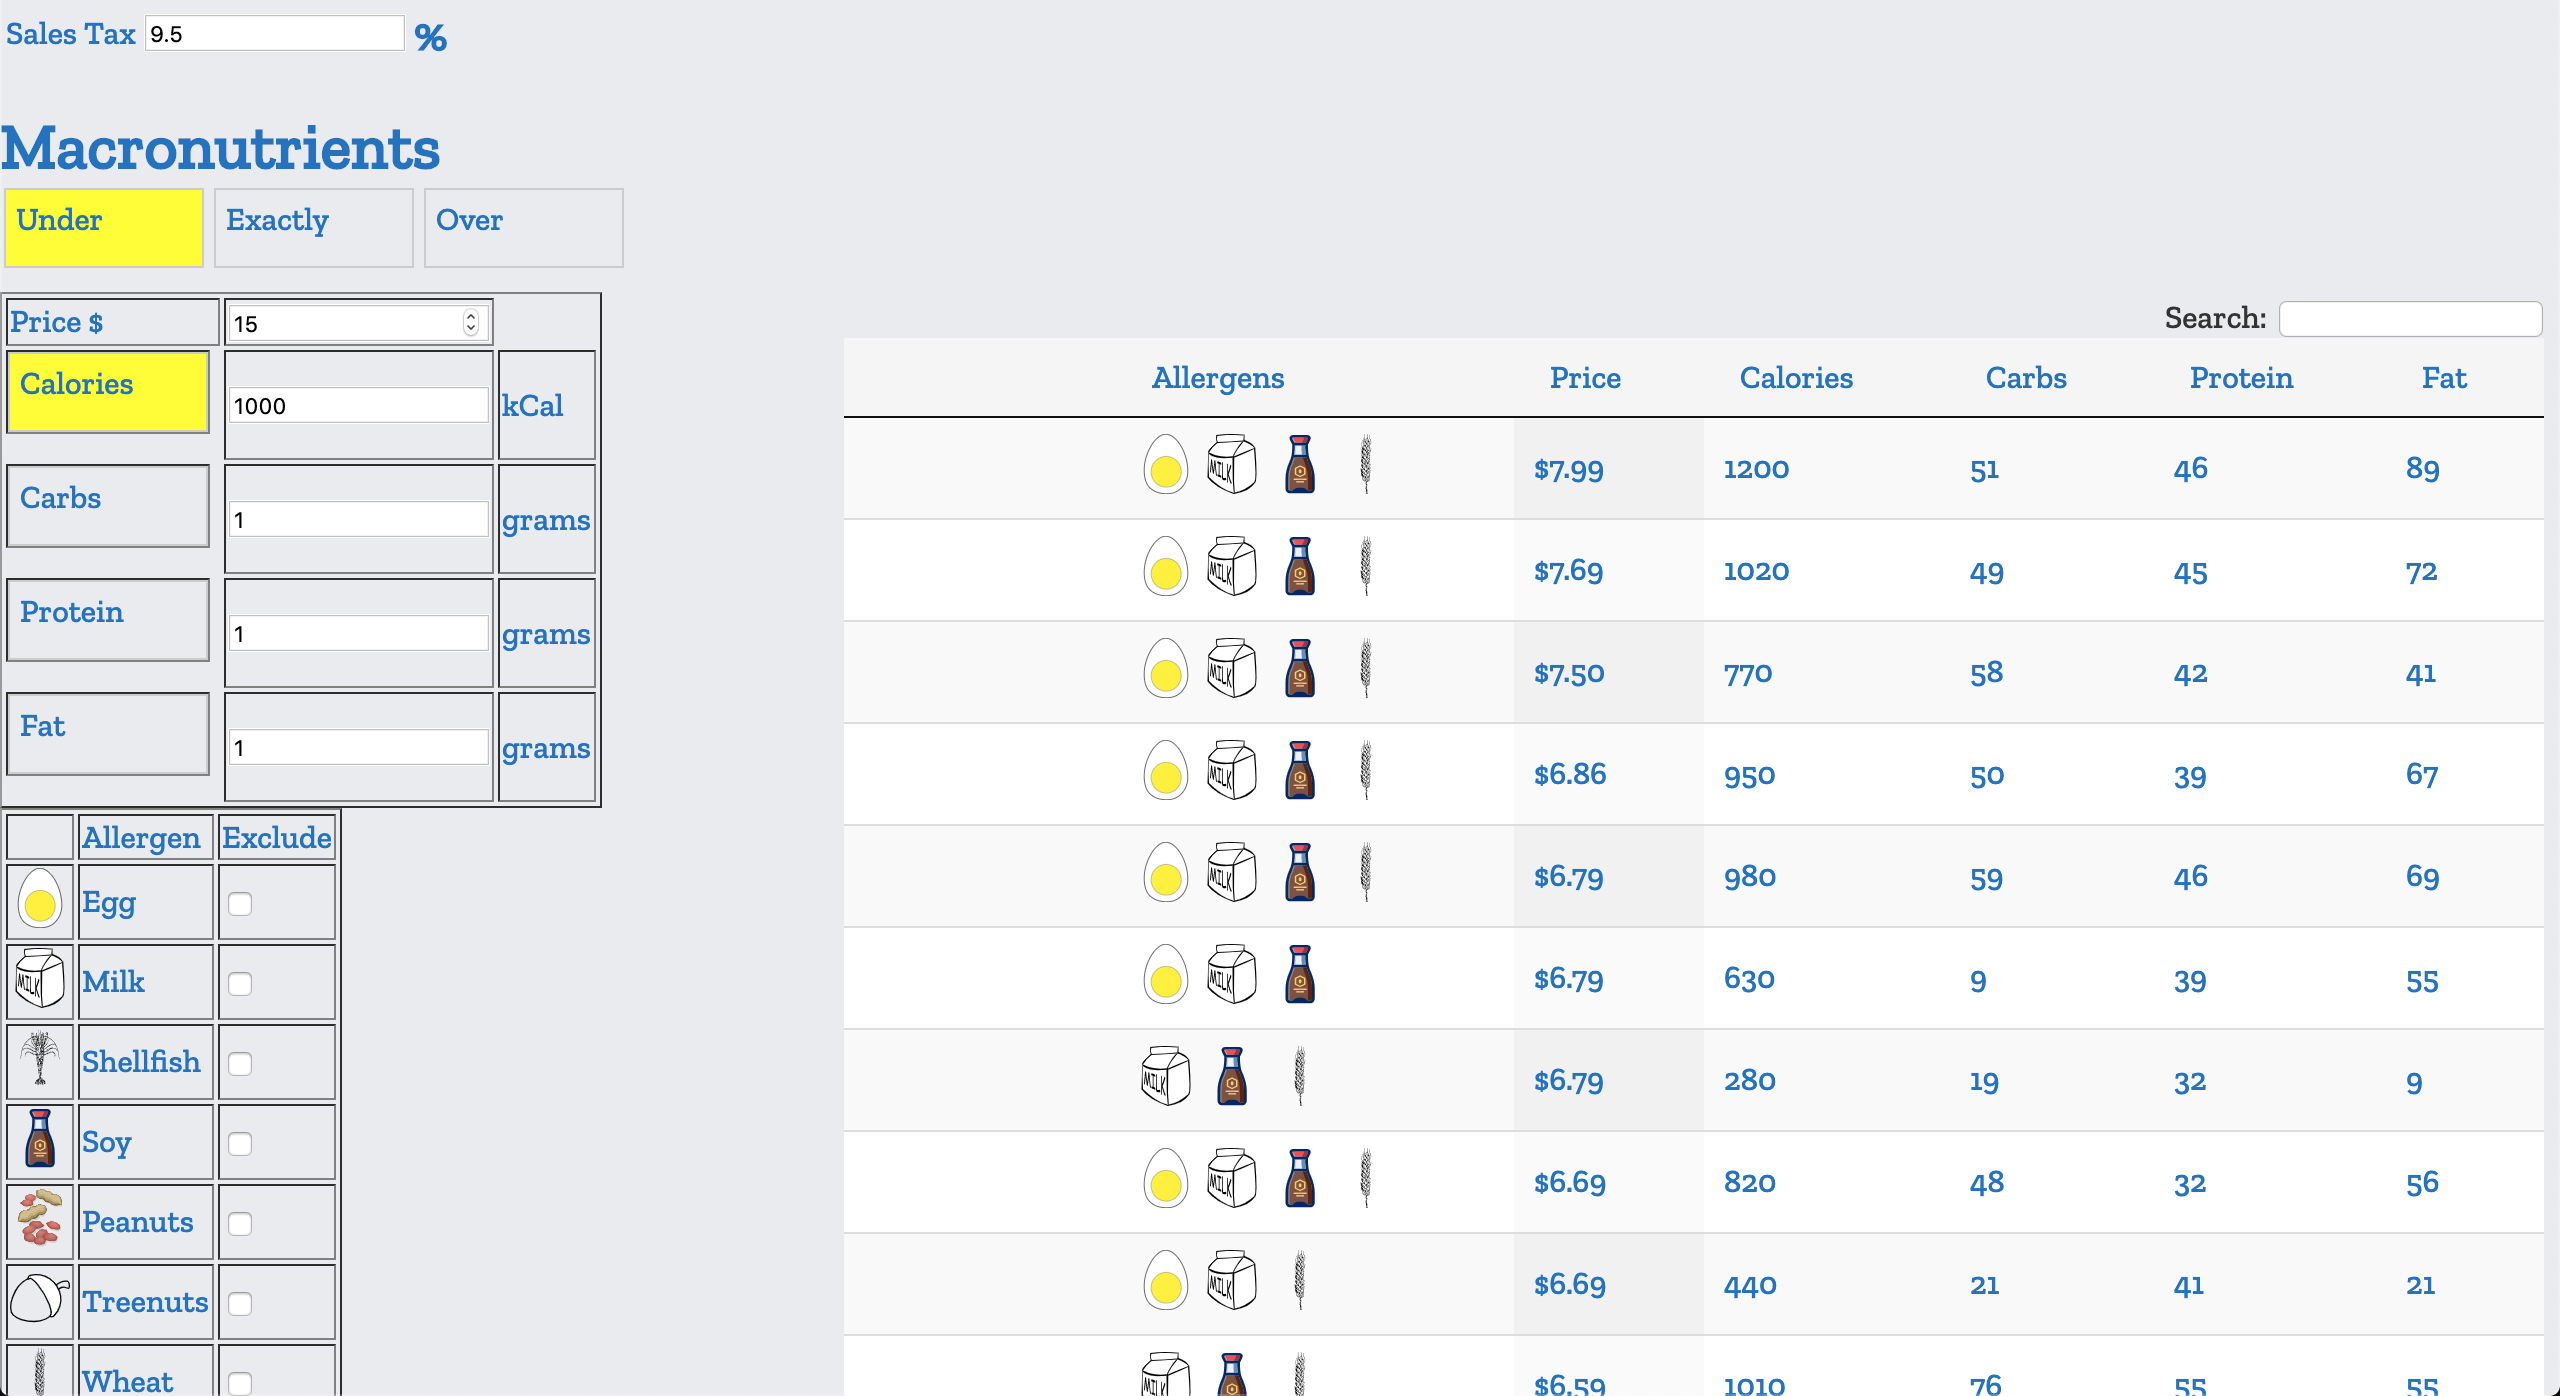 Sales Tax 9.5 %
Macronutrients
Under Exactly Over
Price $ 15
Calories 1000 kCal
Carbs 1 grams
Protein 1 grams
Fat 1 grams
Allergen Exclude
Egg
MILK Milk
Shellfish
Soy
Peanuts
Treenuts
Wheat
Search:
Allergens Price Calories Carbs Protein Fat
MILK $7.99 1200 51 46 89
MILK $7.69 1020 49 45 72
MILK $7.50 770 58 42 41
MILK $6.86 950 50 39 67
MILK $6.79 980 59 46 69
MILK $6.79 630 9 39 55
MILK $6.79 280 19 32 9
MILK $6.69 820 48 32 56
MILK $6.69 440 21 41 21
MILK $6.59 1010 76 55 55